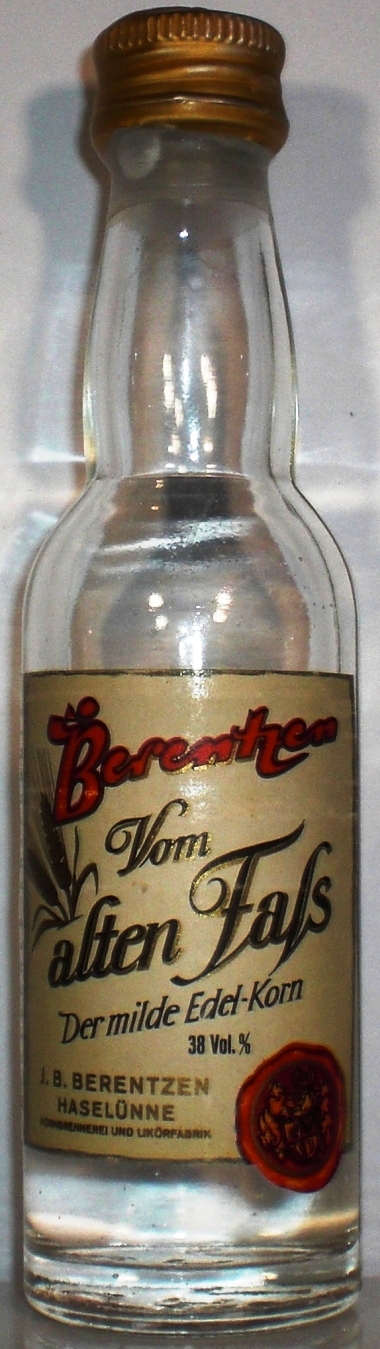 Berentzen
Vom
alten Faſs
Der milde Edel-Korn
38 Vol.%
J. B. BERENTZEN
HASELÜNNE
KORNBRENNEREI UND LIKÖRFABRIK